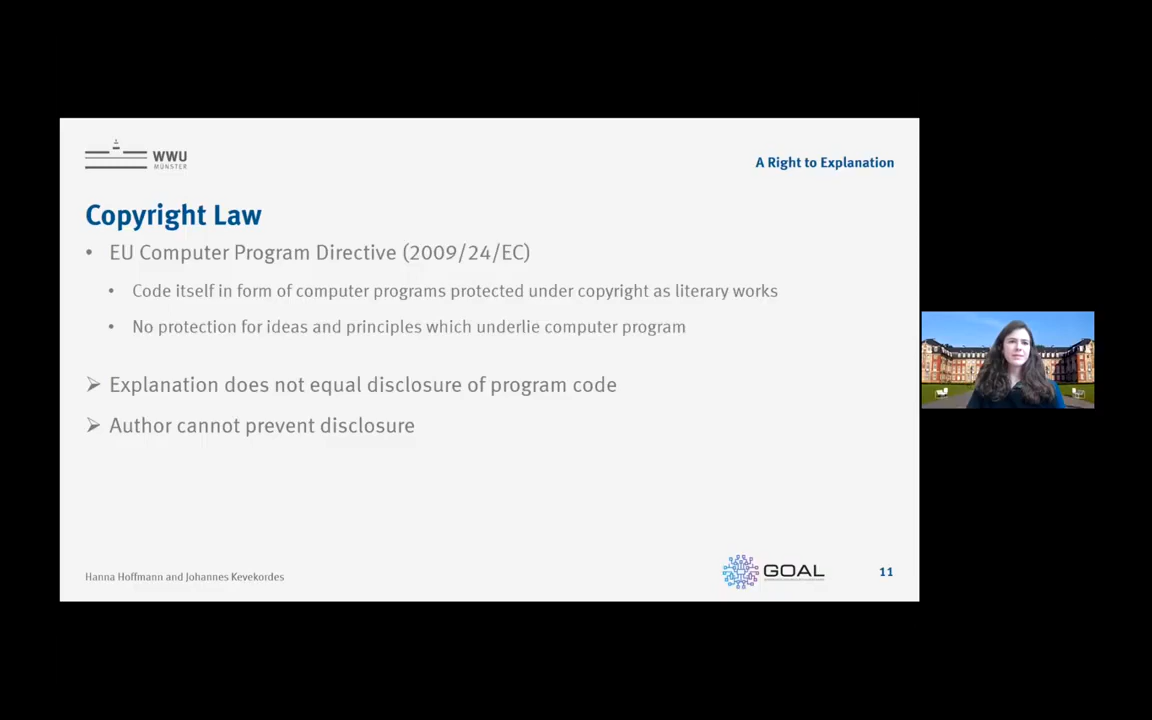 WWU
MÜNSTER
A Right to Explanation
Copyright Law
• EU Computer Program Directive (2009/24/EC)
• Code itself in form of computer programs protected under copyright as literary works
• No protection for ideas and principles which underlie computer program
➢ Explanation does not equal disclosure of program code
➢ Author cannot prevent disclosure
Hanna Hoffmann and Johannes Kevekordes
GOAL
11